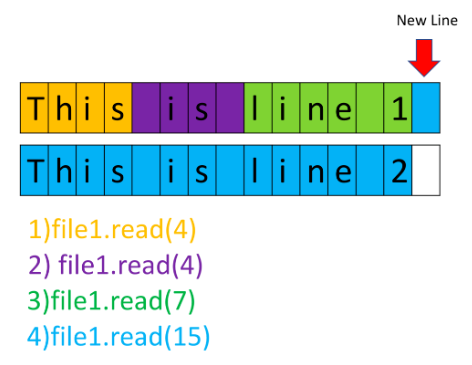 New Line
This is line 1
This is line 2
1)file1.read(4)
2) file1.read(4)
3)file1.read(7)
4)file1.read(15)